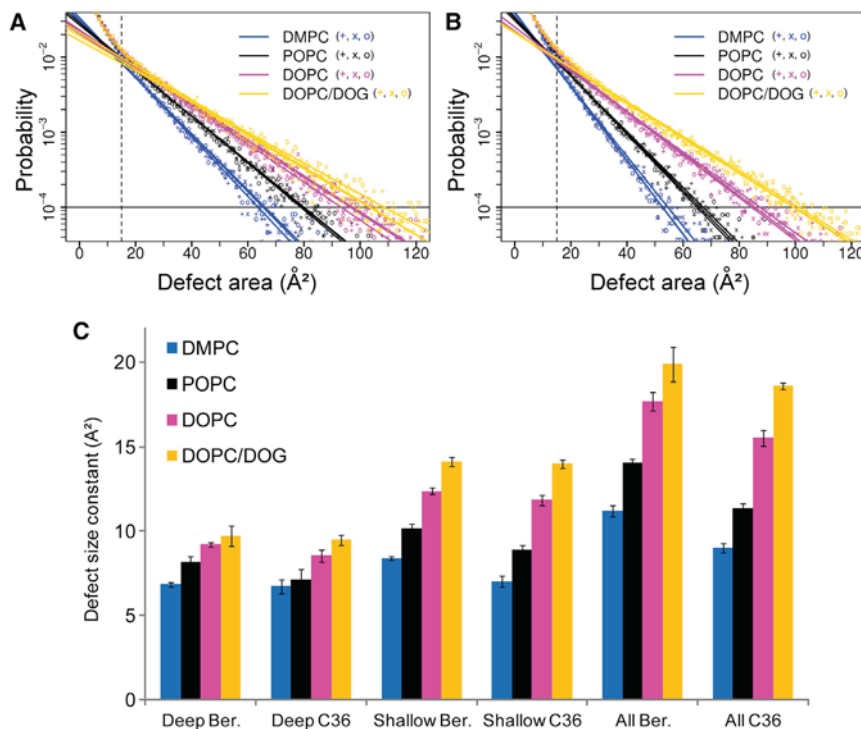 A
B
DMPC (+, x, o)
POPC (+, x, o)
DOPC (+, x, o)
DOPC/DOG (+, x, o)
DMPC (+, x, o)
POPC (+, x, o)
DOPC (+, x, o)
DOPC/DOG (+, x, o)
Probability
10⁻²
10⁻³
10⁻⁴
0 20 40 60 80 100 120
Defect area (Å²)
Probability
10⁻²
10⁻³
10⁻⁴
0 20 40 60 80 100 120
Defect area (Å²)
C
DMPC
POPC
DOPC
DOPC/DOG
Defect size constant (A²)
20
15
10
5
0
Deep Ber. Deep C36 Shallow Ber. Shallow C36 All Ber. All C36